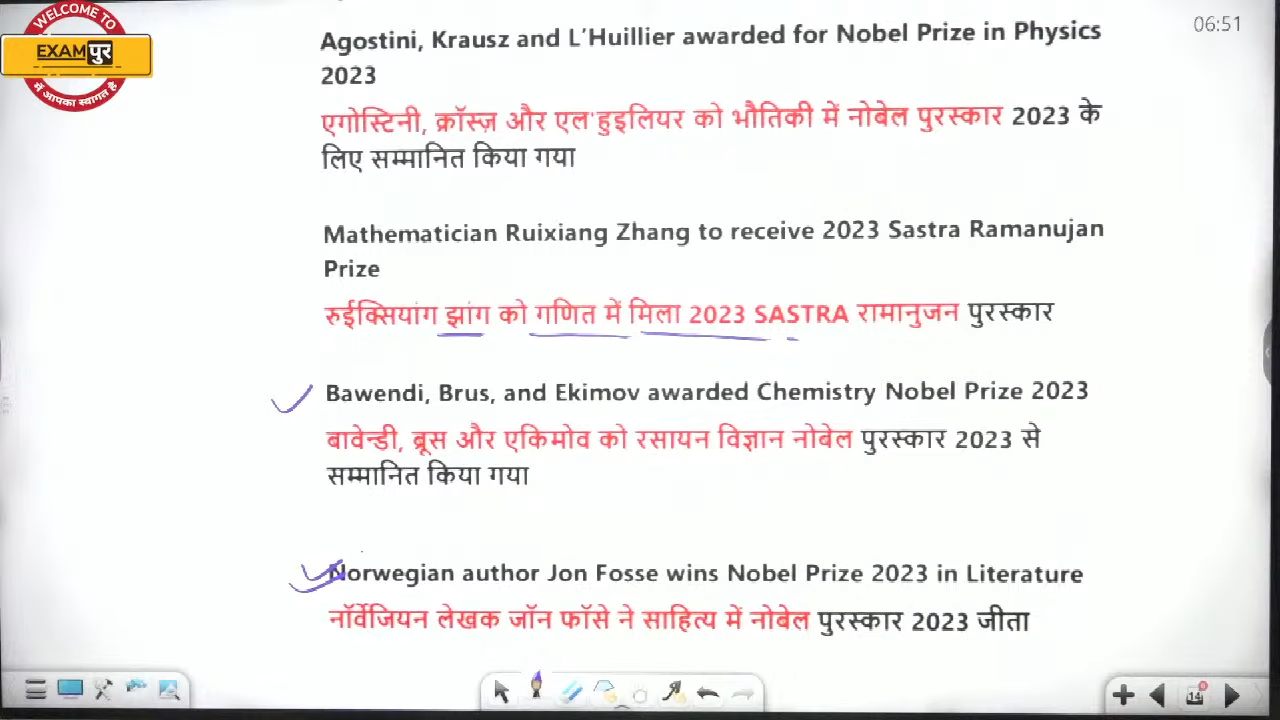 WELCOME TO
EXAMपुर
में आपका स्वागत है
06:51
Agostini, Krausz and L'Huillier awarded for Nobel Prize in Physics
2023
एगोस्टिनी, क्रॉस्ज़ और एल'हुइलियर को भौतिकी में नोबेल पुरस्कार 2023 के
लिए सम्मानित किया गया
Mathematician Ruixiang Zhang to receive 2023 Sastra Ramanujan
Prize
रुईक्सियांग झांग को गणित में मिला 2023 SASTRA रामानुजन पुरस्कार
Bawendi, Brus, and Ekimov awarded Chemistry Nobel Prize 2023
बावेन्डी, ब्रूस और एकिमोव को रसायन विज्ञान नोबेल पुरस्कार 2023 से
सम्मानित किया गया
Norwegian author Jon Fosse wins Nobel Prize 2023 in Literature
नॉर्वेजियन लेखक जॉन फॉसे ने साहित्य में नोबेल पुरस्कार 2023 जीता
14